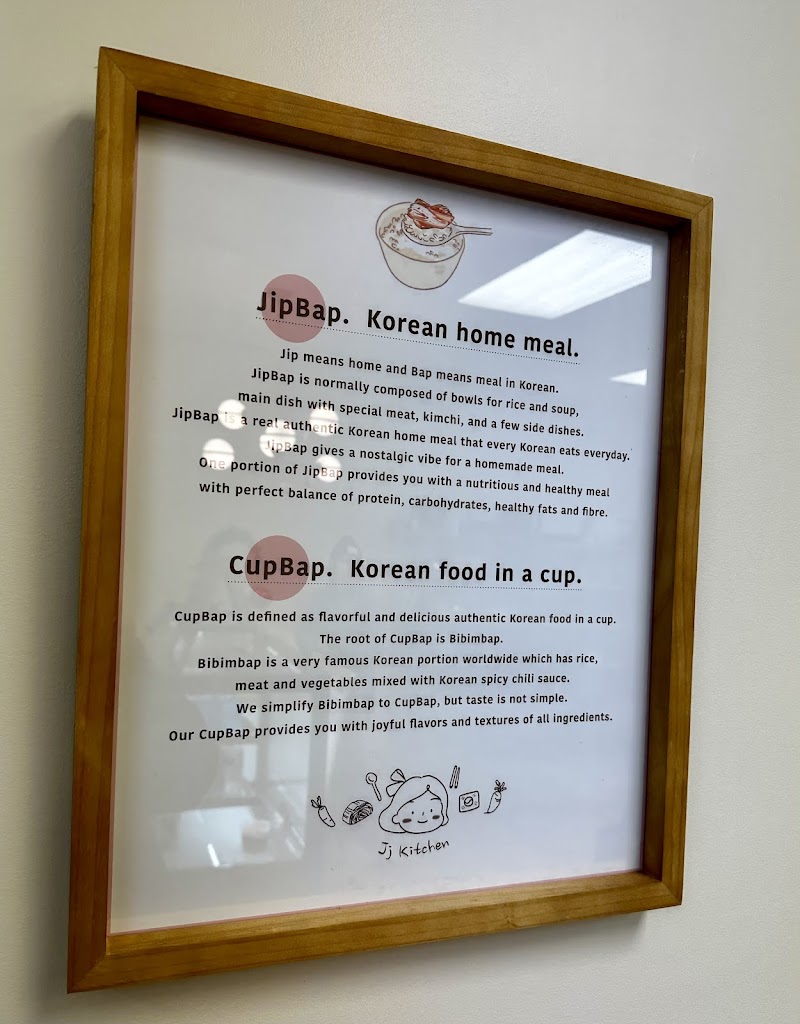 JipBap. Korean home meal.
Jip means home and Bap means meal in Korean.
JipBap is normally composed of bowls for rice and soup,
main dish with special meat, kimchi, and a few side dishes.
JipBap is a real authentic Korean home meal that every Korean eats everyday.
JipBap gives a nostalgic vibe for a homemade meal.
One portion of JipBap provides you with a nutritious and healthy meal
with perfect balance of protein, carbohydrates, healthy fats and fibre.
CupBap. Korean food in a cup.
CupBap is defined as flavorful and delicious authentic Korean food in a cup.
The root of CupBap is Bibimbap.
Bibimbap is a very famous Korean portion worldwide which has rice,
meat and vegetables mixed with Korean spicy chili sauce.
We simplify Bibimbap to CupBap, but taste is not simple.
Our CupBap provides you with joyful flavors and textures of all ingredients.
Jj Kitchen